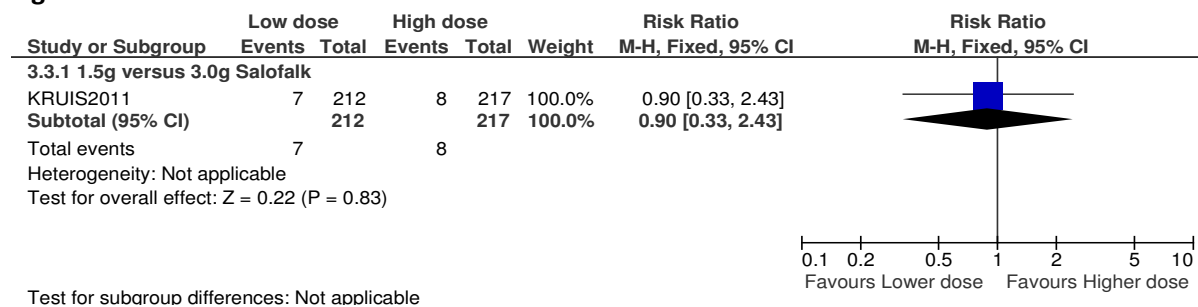 Low dose High dose Risk Ratio Risk Ratio
Study or Subgroup Events Total Events Total Weight M-H, Fixed, 95% CI M-H, Fixed, 95% CI
3.3.1 1.5g versus 3.0g Salofalk
KRUIS2011 7 212 8 217 100.0% 0.90 [0.33, 2.43]
Subtotal (95% CI) 212 217 100.0% 0.90 [0.33, 2.43]
Total events 7 8
Heterogeneity: Not applicable
Test for overall effect: Z = 0.22 (P = 0.83)
0.1 0.2 0.5 1 2 5 10
Favours Lower dose Favours Higher dose
Test for subgroup differences: Not applicable